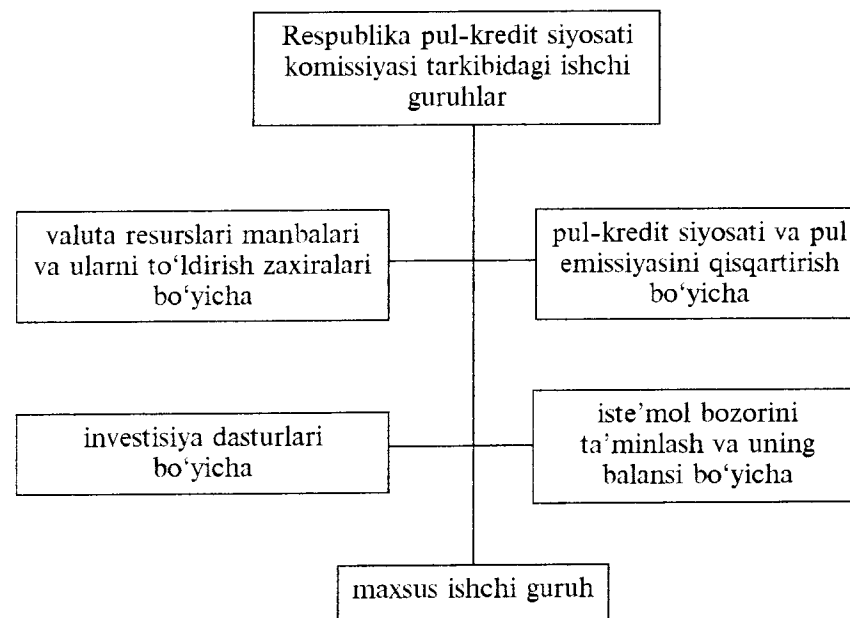 Respublika pul-kredit siyosati
komissiyasi tarkibidagi ishchi
guruhlar
valuta resurslari manbalari
va ularni to‘ldirish zaxiralari
bo‘yicha
pul-kredit siyosati va pul
emissiyasini qisqartirish
bo‘yicha
investisiya dasturlari
bo‘yicha
iste’mol bozorini
ta’minlash va uning
balansi bo‘yicha
maxsus ishchi guruh